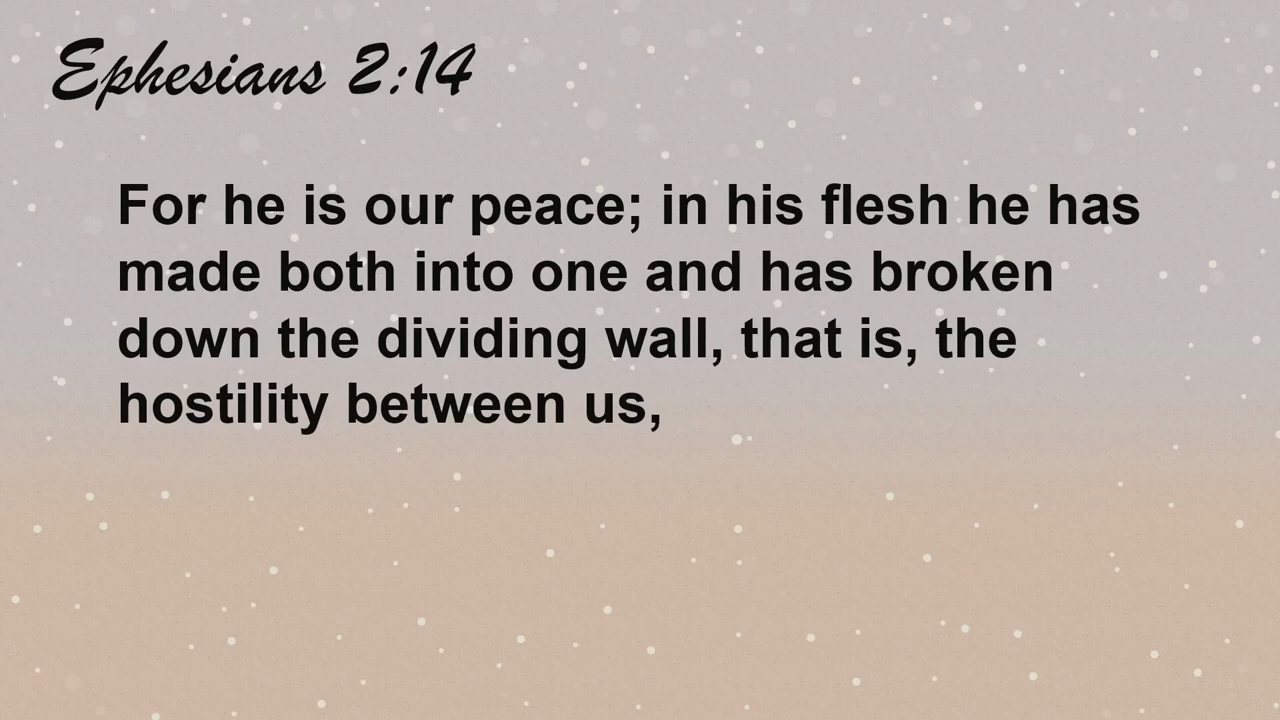 Ephesians 2:14
For he is our peace; in his flesh he has
made both into one and has broken
down the dividing wall, that is, the
hostility between us,